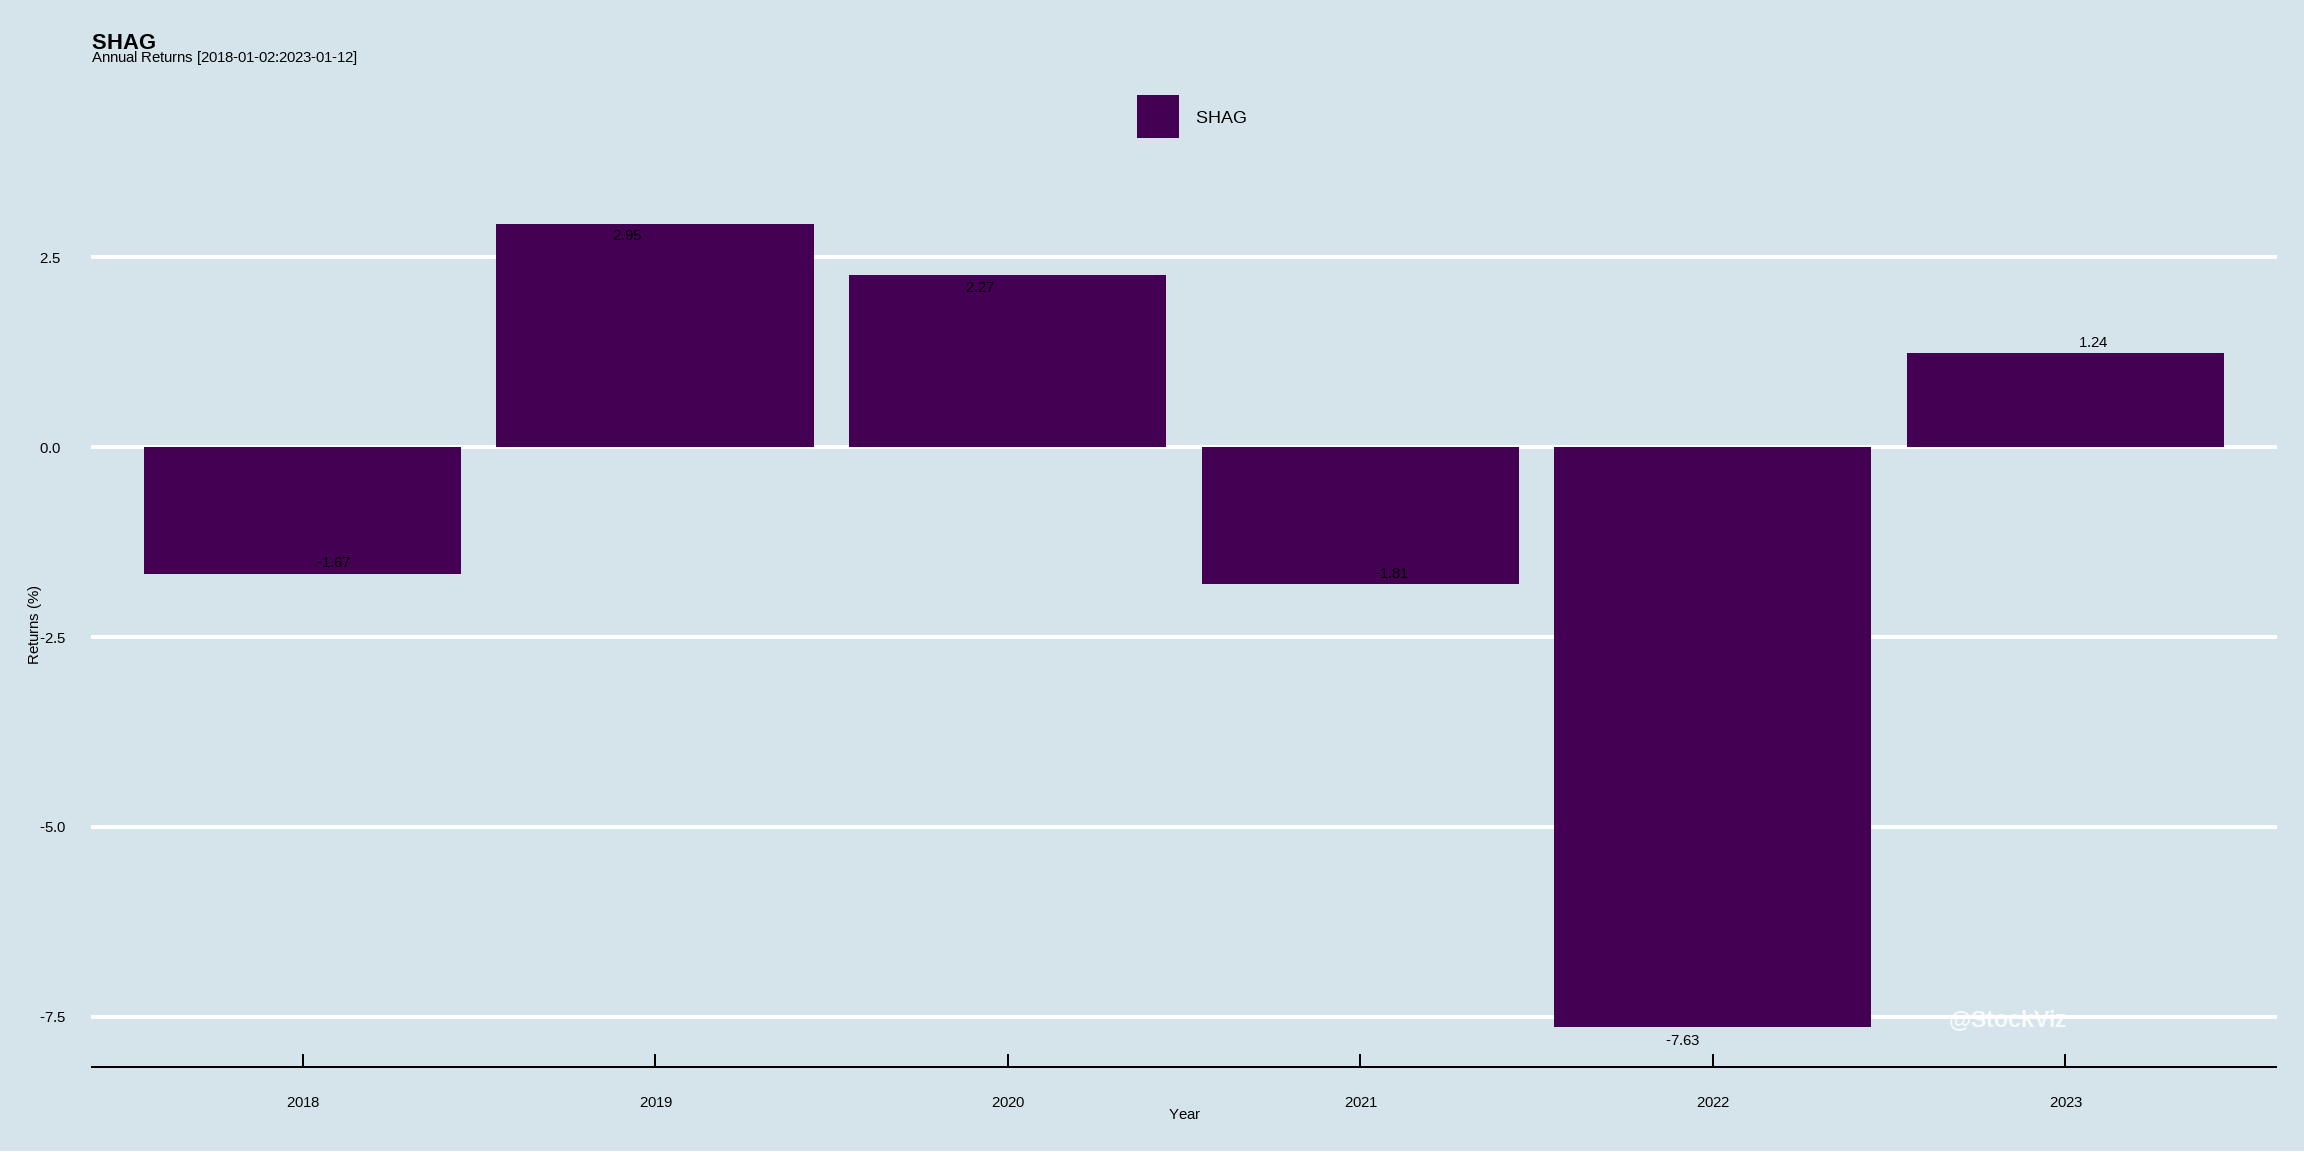 SHAG
Annual Returns [2018-01-02:2023-01-12]
SHAG
2.95
2.5
2.27
1.24
0.0
-1.67
-1.81
Returns (%)
-2.5
-5.0
-7.5
@StockViz
-7.63
2018 2019 2020 2021 2022 2023
Year